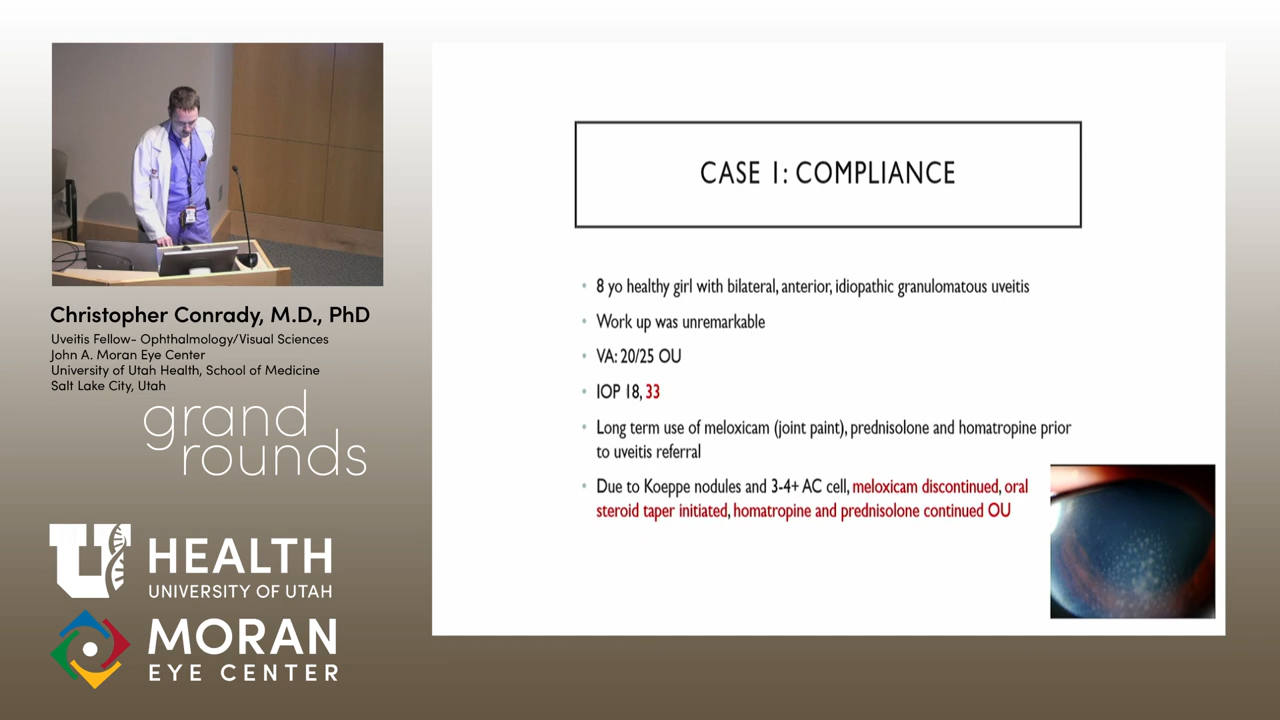 Christopher Conrady, M.D., PhD
Uveitis Fellow- Ophthalmology/Visual Sciences
John A. Moran Eye Center
University of Utah Health, School of Medicine
Salt Lake City, Utah
grand
rounds
U HEALTH
UNIVERSITY OF UTAH
MORAN
EYE CENTER
CASE 1: COMPLIANCE
• 8 yo healthy girl with bilateral, anterior, idiopathic granulomatous uveitis
• Work up was unremarkable
• VA: 20/25 OU
• IOP 18, 33
• Long term use of meloxicam (joint paint), prednisolone and homatropine prior
to uveitis referral
• Due to Koeppe nodules and 3-4+ AC cell, meloxicam discontinued, oral
steroid taper initiated, homatropine and prednisolone continued OU